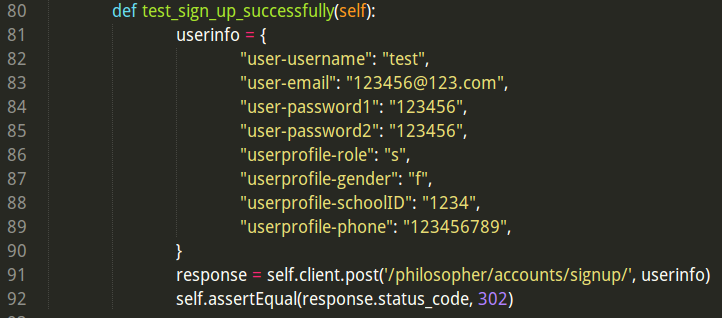 80 def test_sign_up_successfully(self):
81 userinfo = {
82 "user-username": "test",
83 "user-email": "123456@123.com",
84 "user-password1": "123456",
85 "user-password2": "123456",
86 "userprofile-role": "s",
87 "userprofile-gender": "f",
88 "userprofile-schoolID": "1234",
89 "userprofile-phone": "123456789",
90 }
91 response = self.client.post('/philosopher/accounts/signup/', userinfo)
92 self.assertEqual(response.status_code, 302)